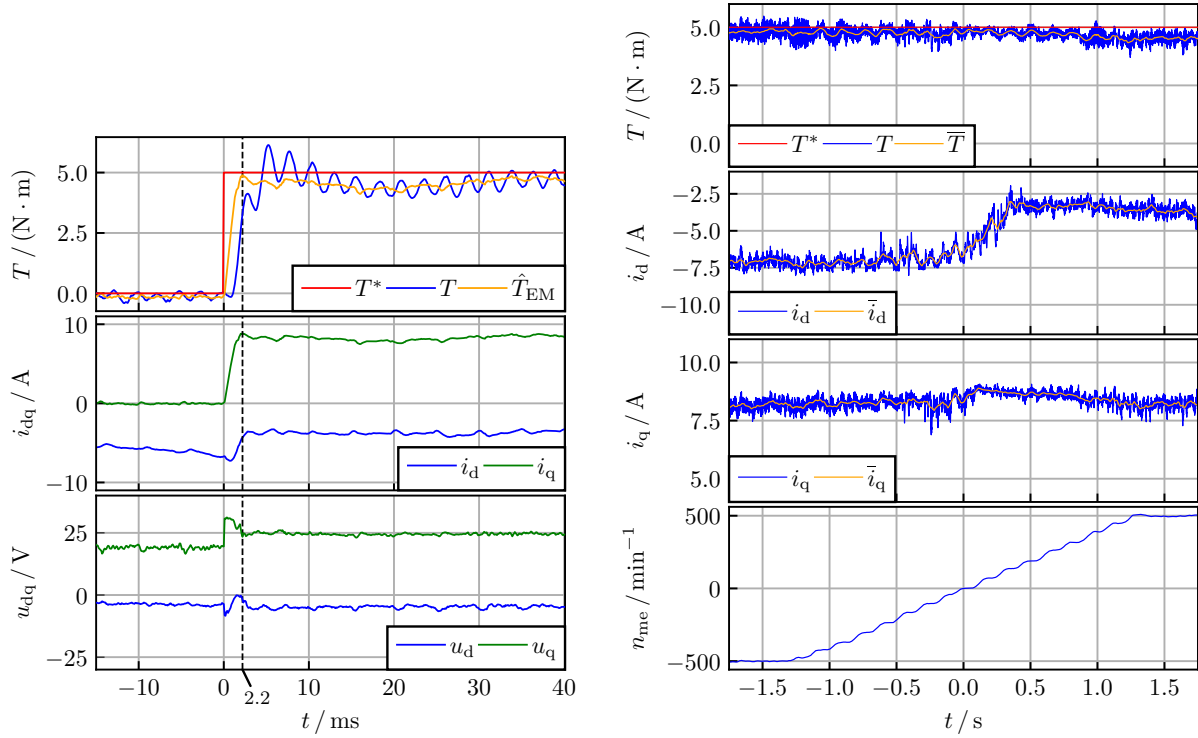 T / (N · m)
5.0
2.5
0.0
T* T T̂EM
idq / A
10
0
−10
id iq
udq / V
25
0
−25
ud uq
−10 0 10 20 30 40
2.2
t / ms
T / (N · m)
5.0
2.5
0.0
T* T T̅
id / A
−2.5
−5.0
−7.5
−10.0
id i̅d
iq / A
10.0
7.5
5.0
iq i̅q
nme / min−1
500
0
−500
−1.5 −1.0 −0.5 0.0 0.5 1.0 1.5
t / s